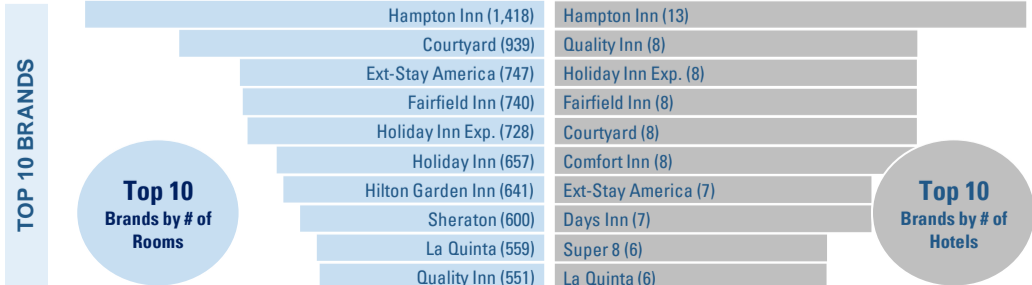 TOP 10 BRANDS
Hampton Inn (1,418)
Courtyard (939)
Ext-Stay America (747)
Fairfield Inn (740)
Holiday Inn Exp. (728)
Holiday Inn (657)
Hilton Garden Inn (641)
Sheraton (600)
La Quinta (559)
Quality Inn (551)
Top 10
Brands by # of
Rooms
Hampton Inn (13)
Quality Inn (8)
Holiday Inn Exp. (8)
Fairfield Inn (8)
Courtyard (8)
Comfort Inn (8)
Ext-Stay America (7)
Days Inn (7)
Super 8 (6)
La Quinta (6)
Top 10
Brands by # of
Hotels